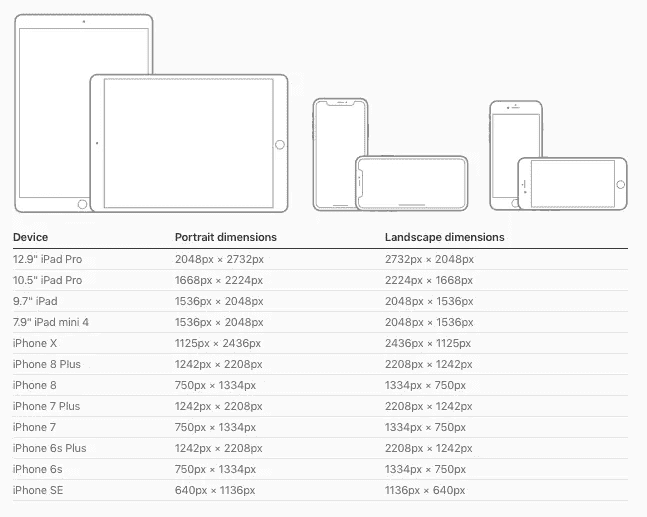 Device Portrait dimensions Landscape dimensions
12.9" iPad Pro 2048px × 2732px 2732px × 2048px
10.5" iPad Pro 1668px × 2224px 2224px × 1668px
9.7" iPad 1536px × 2048px 2048px × 1536px
7.9" iPad mini 4 1536px × 2048px 2048px × 1536px
iPhone X 1125px × 2436px 2436px × 1125px
iPhone 8 Plus 1242px × 2208px 2208px × 1242px
iPhone 8 750px × 1334px 1334px × 750px
iPhone 7 Plus 1242px × 2208px 2208px × 1242px
iPhone 7 750px × 1334px 1334px × 750px
iPhone 6s Plus 1242px × 2208px 2208px × 1242px
iPhone 6s 750px × 1334px 1334px × 750px
iPhone SE 640px × 1136px 1136px × 640px